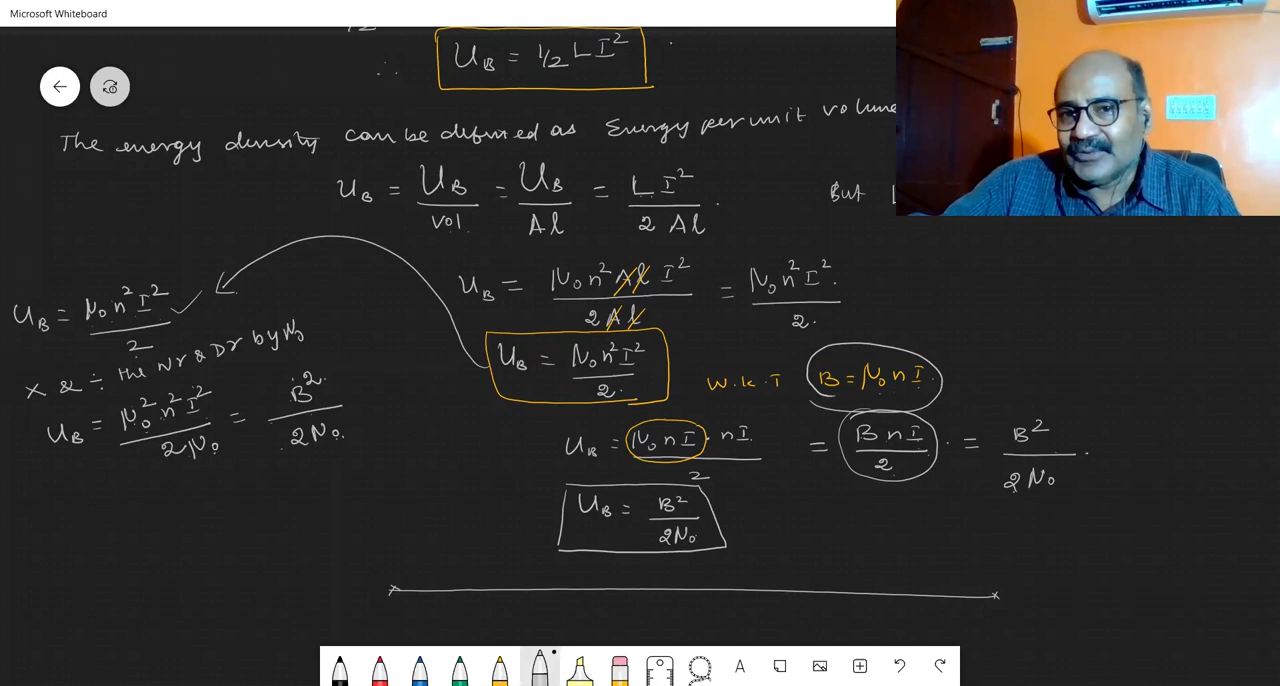 Microsoft Whiteboard
∴ U_B = 1/2 LI²
The energy density can be defined as Energy per unit volume
u_B = U_B/vol. = U_B/Al = LI²/2Al.
But
u_B = μ₀n²Al I²/2Al = μ₀n²I²/2.
u_B = μ₀n²I²/2.
W.K.T B = μ₀nI.
u_B = μ₀nI . nI/2 = BnI/2 . = B²/2μ₀.
u_B = B²/2μ₀.
u_B = μ₀n²I²/2 ✓
x & ÷ the Nr & Dr by μ₀
u_B = μ₀²n²I²/2μ₀ = B²/2μ₀.
A